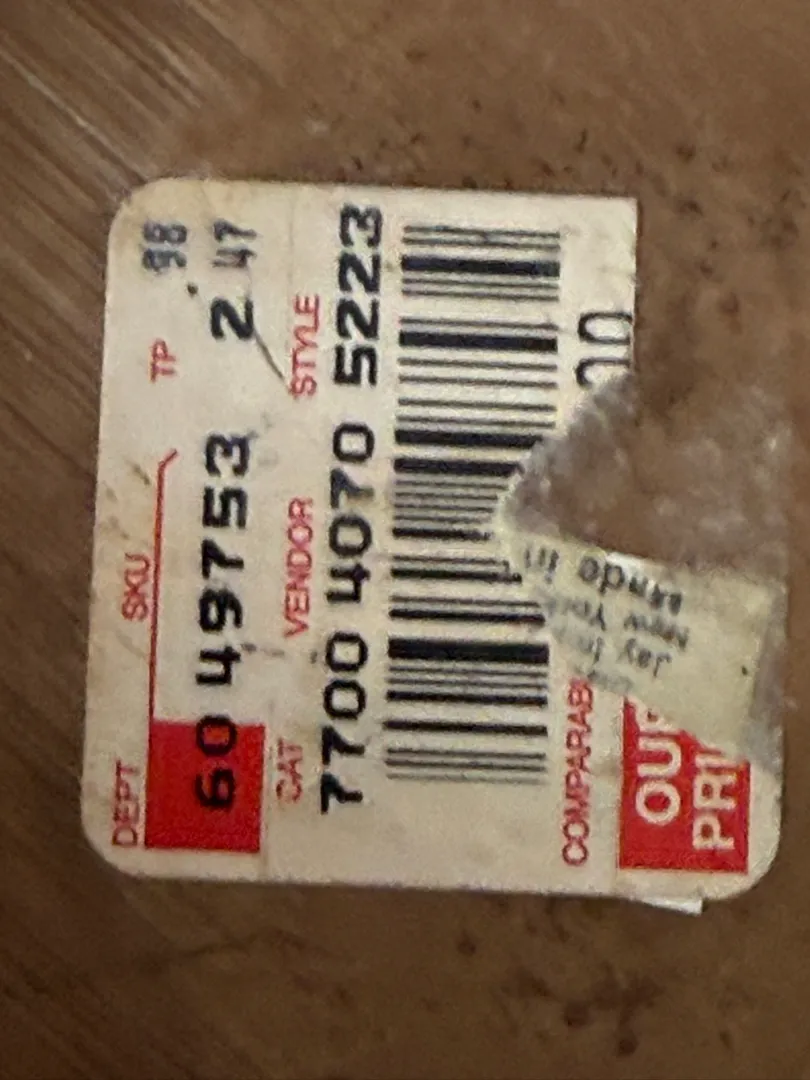 DEPT SKU TP .98
60 49753 2 47
CAT VENDOR STYLE
7700 4070 5223
COMPARAB
00
OUR
PRI
Jay
New York
Made in